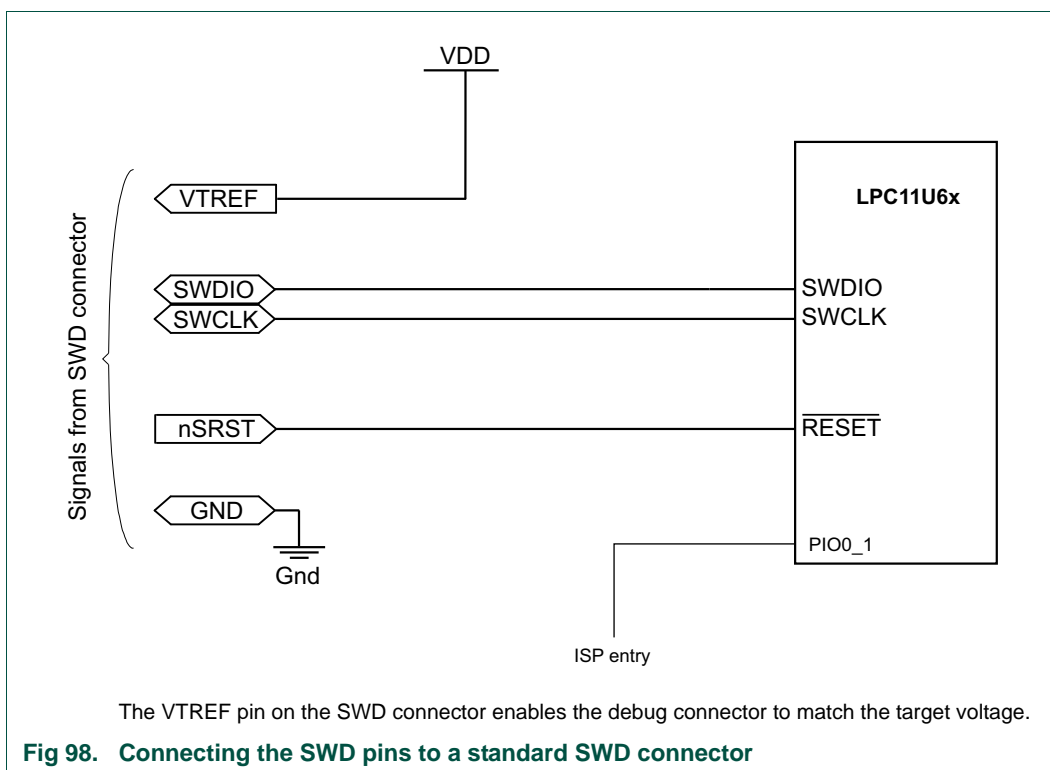 VDD
VTREF
LPC11U6x
Signals from SWD connector
SWDIO
SWDIO
SWCLK
SWCLK
nSRST
RESET
GND
Gnd
PIO0_1
ISP entry
The VTREF pin on the SWD connector enables the debug connector to match the target voltage.
Fig 98. Connecting the SWD pins to a standard SWD connector